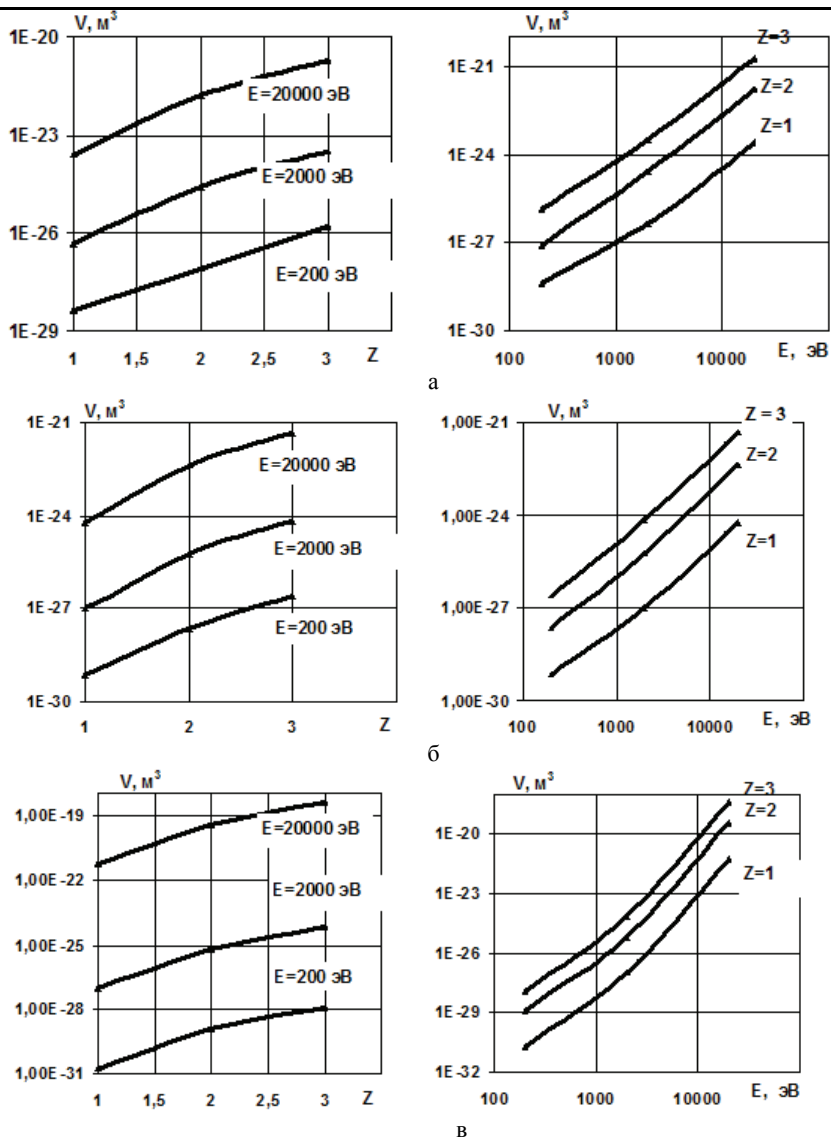 V, м³
1E-20
1E-23
1E-26
1E-29
E=20000 эВ
E=2000 эВ
E=200 эВ
1 1,5 2 2,5 3 Z
V, м³
1E-21
1E-24
1E-27
1E-30
Z=3
Z=2
Z=1
100 1000 10000 E, эВ
а
V, м³
1E-21
1E-24
1E-27
1E-30
E=20000 эВ
E=2000 эВ
E=200 эВ
1 2 3 Z
V, м³
1,00E-21
1,00E-24
1,00E-27
1,00E-30
Z = 3
Z=2
Z=1
100 1000 10000 E, эВ
б
V, м³
1,00E-19
1,00E-22
1,00E-25
1,00E-28
1,00E-31
E=20000 эВ
E=2000 эВ
E=200 эВ
1 1,5 2 2,5 3 Z
V, м³
1E-20
1E-23
1E-26
1E-29
1E-32
Z=3
Z=2
Z=1
100 1000 10000 E, эВ
в